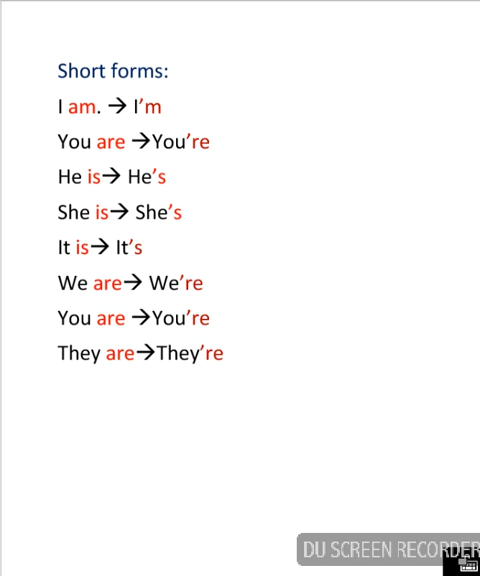 Short forms:
I am. → I’m
You are →You’re
He is→ He’s
She is→ She’s
It is→ It’s
We are→ We’re
You are →You’re
They are→They’re
DU SCREEN RECORDER